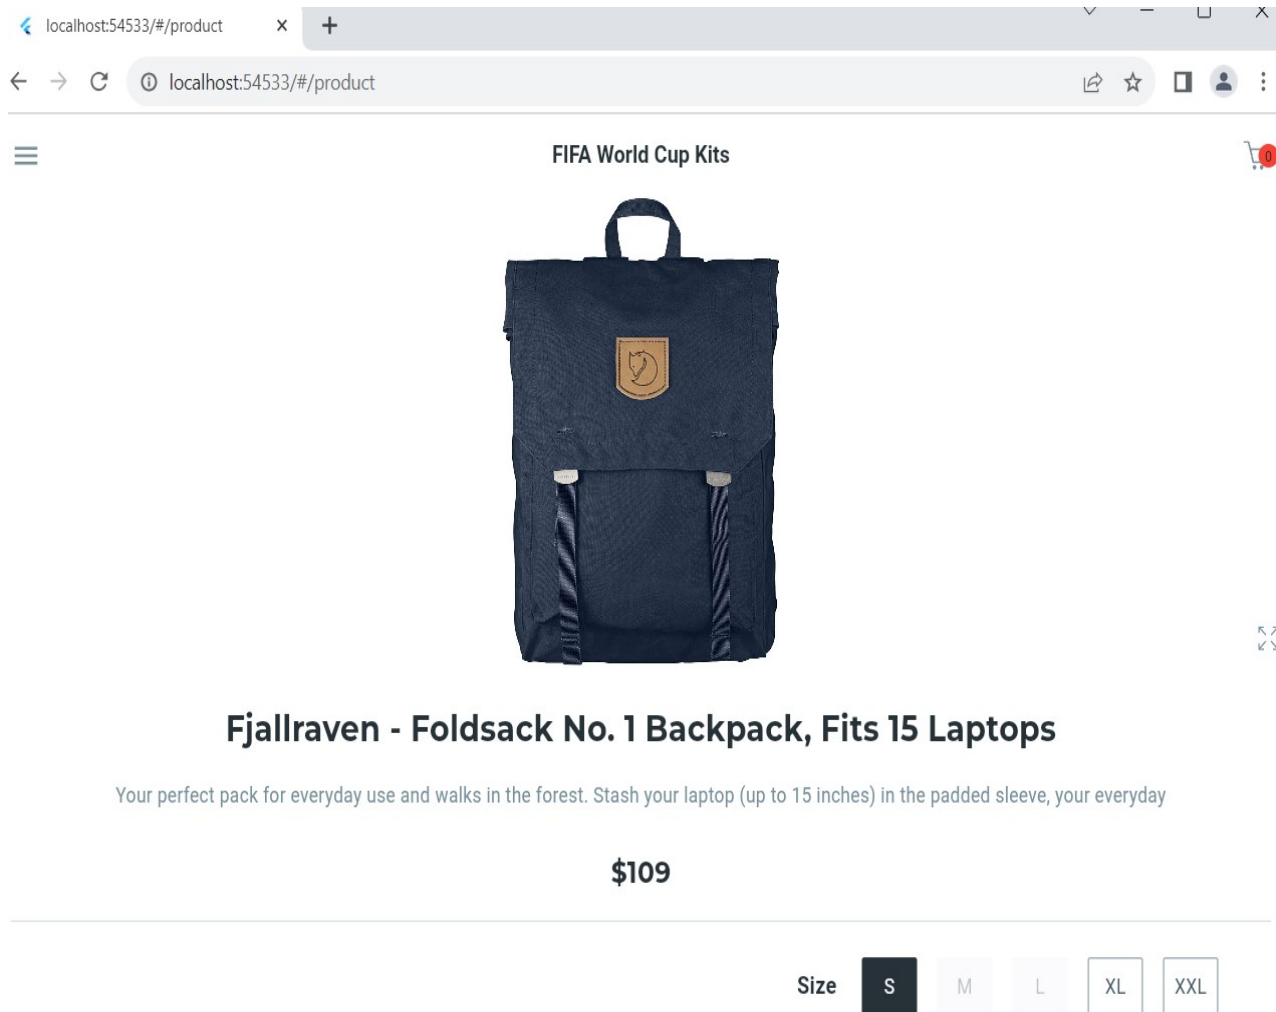 localhost:54533/#/product
localhost:54533/#/product
FIFA World Cup Kits
0
Fjallraven - Foldsack No. 1 Backpack, Fits 15 Laptops
Your perfect pack for everyday use and walks in the forest. Stash your laptop (up to 15 inches) in the padded sleeve, your everyday
$109
Size S M L XL XXL